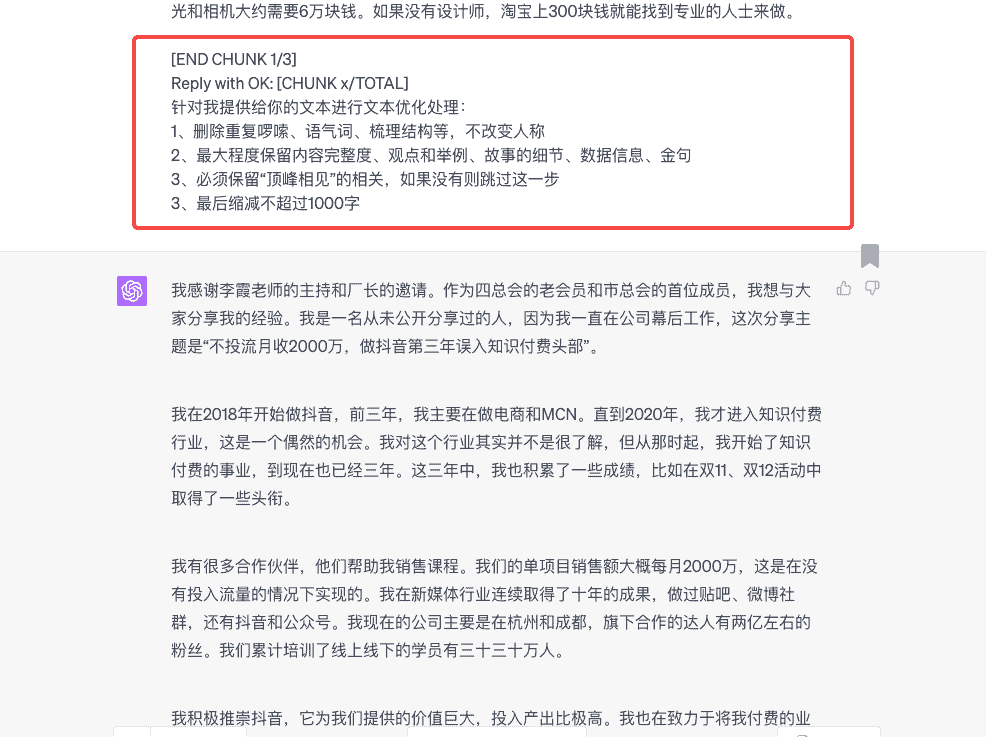 光和相机大约需要6万块钱。如果没有设计师，淘宝上300块钱就能找到专业的人士来做。
[END CHUNK 1/3]
Reply with OK: [CHUNK x/TOTAL]
针对我提供给你的文本进行文本优化处理：
1、删除重复啰嗦、语气词、梳理结构等，不改变人称
2、最大程度保留内容完整度、观点和举例、故事的细节、数据信息、金句
3、必须保留“顶峰相见”的相关，如果没有则跳过这一步
3、最后缩减不超过1000字
我感谢李霞老师的主持和厂长的邀请。作为四总会的老会员和市总会的首位成员，我想与大
家分享我的经验。我是一名从未公开分享过的人，因为我一直在公司幕后工作，这次分享主
题是“不投流月收2000万，做抖音第三年误入知识付费头部”。
我在2018年开始做抖音，前三年，我主要在做电商和MCN。直到2020年，我才进入知识付费
行业，这是一个偶然的机会。我对这个行业其实并不是很了解，但从那时起，我开始了知识
付费的事业，到现在也已经三年。这三年中，我也积累了一些成绩，比如在双11、双12活动中
取得了一些头衔。
我有很多合作伙伴，他们帮助我销售课程。我们的单项目销售额大概每月2000万，这是在没
有投入流量的情况下实现的。我在新媒体行业连续取得了十年的成果，做过贴吧、微博社
群，还有抖音和公众号。我现在的公司主要是在杭州和成都，旗下合作的达人有两亿左右的
粉丝。我们累计培训了线上线下的学员有三十三十万人。
我积极推崇抖音，它为我们提供的价值巨大，投入产出比极高。我也在致力于将我付费的业